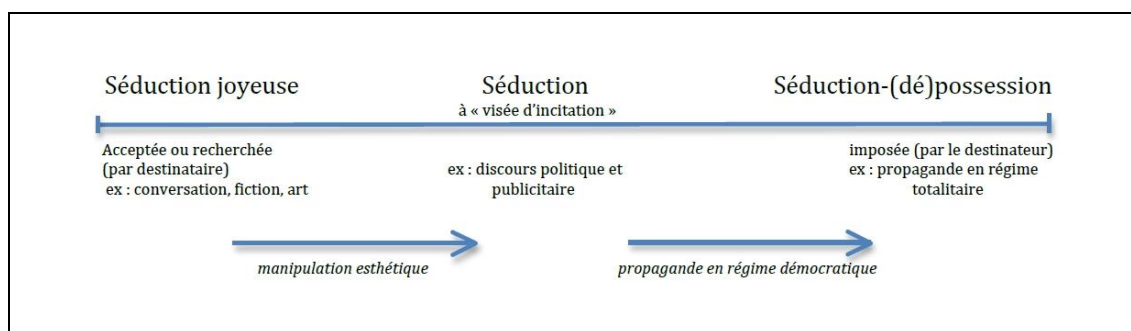 Séduction joyeuse
Séduction
à « visée d'incitation »
Séduction-(dé)possession
Acceptée ou recherchée
(par destinataire)
ex : conversation, fiction, art
ex : discours politique et
publicitaire
imposée (par le destinateur)
ex : propagande en régime
totalitaire
manipulation esthétique
propagande en régime démocratique